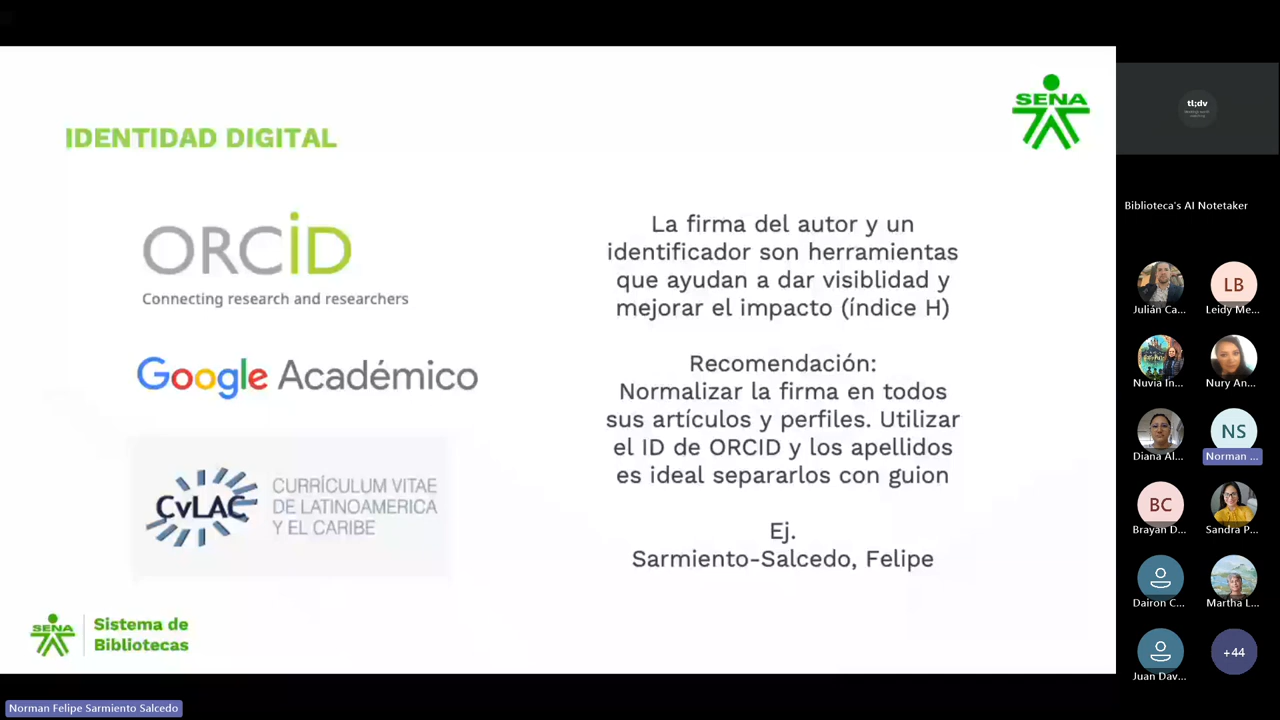 IDENTIDAD DIGITAL
SENA
ORCiD
Connecting research and researchers
Google Académico
CvLAC
CURRÍCULUM VITAE
DE LATINOAMERICA
Y EL CARIBE
La firma del autor y un
identificador son herramientas
que ayudan a dar visiblidad y
mejorar el impacto (índice H)
Recomendación:
Normalizar la firma en todos
sus artículos y perfiles. Utilizar
el ID de ORCID y los apellidos
es ideal separarlos con guion
Ej.
Sarmiento-Salcedo, Felipe
SENA
Sistema de
Bibliotecas
Norman Felipe Sarmiento Salcedo
tl;dv
Biblioteca's AI Notetaker
Julián Ca...
LB
Leidy Me...
Nuvia In...
Nury An...
Diana Al...
NS
Norman ...
BC
Brayan D...
Sandra P...
Dairon C...
Martha L...
Juan Dav...
+44